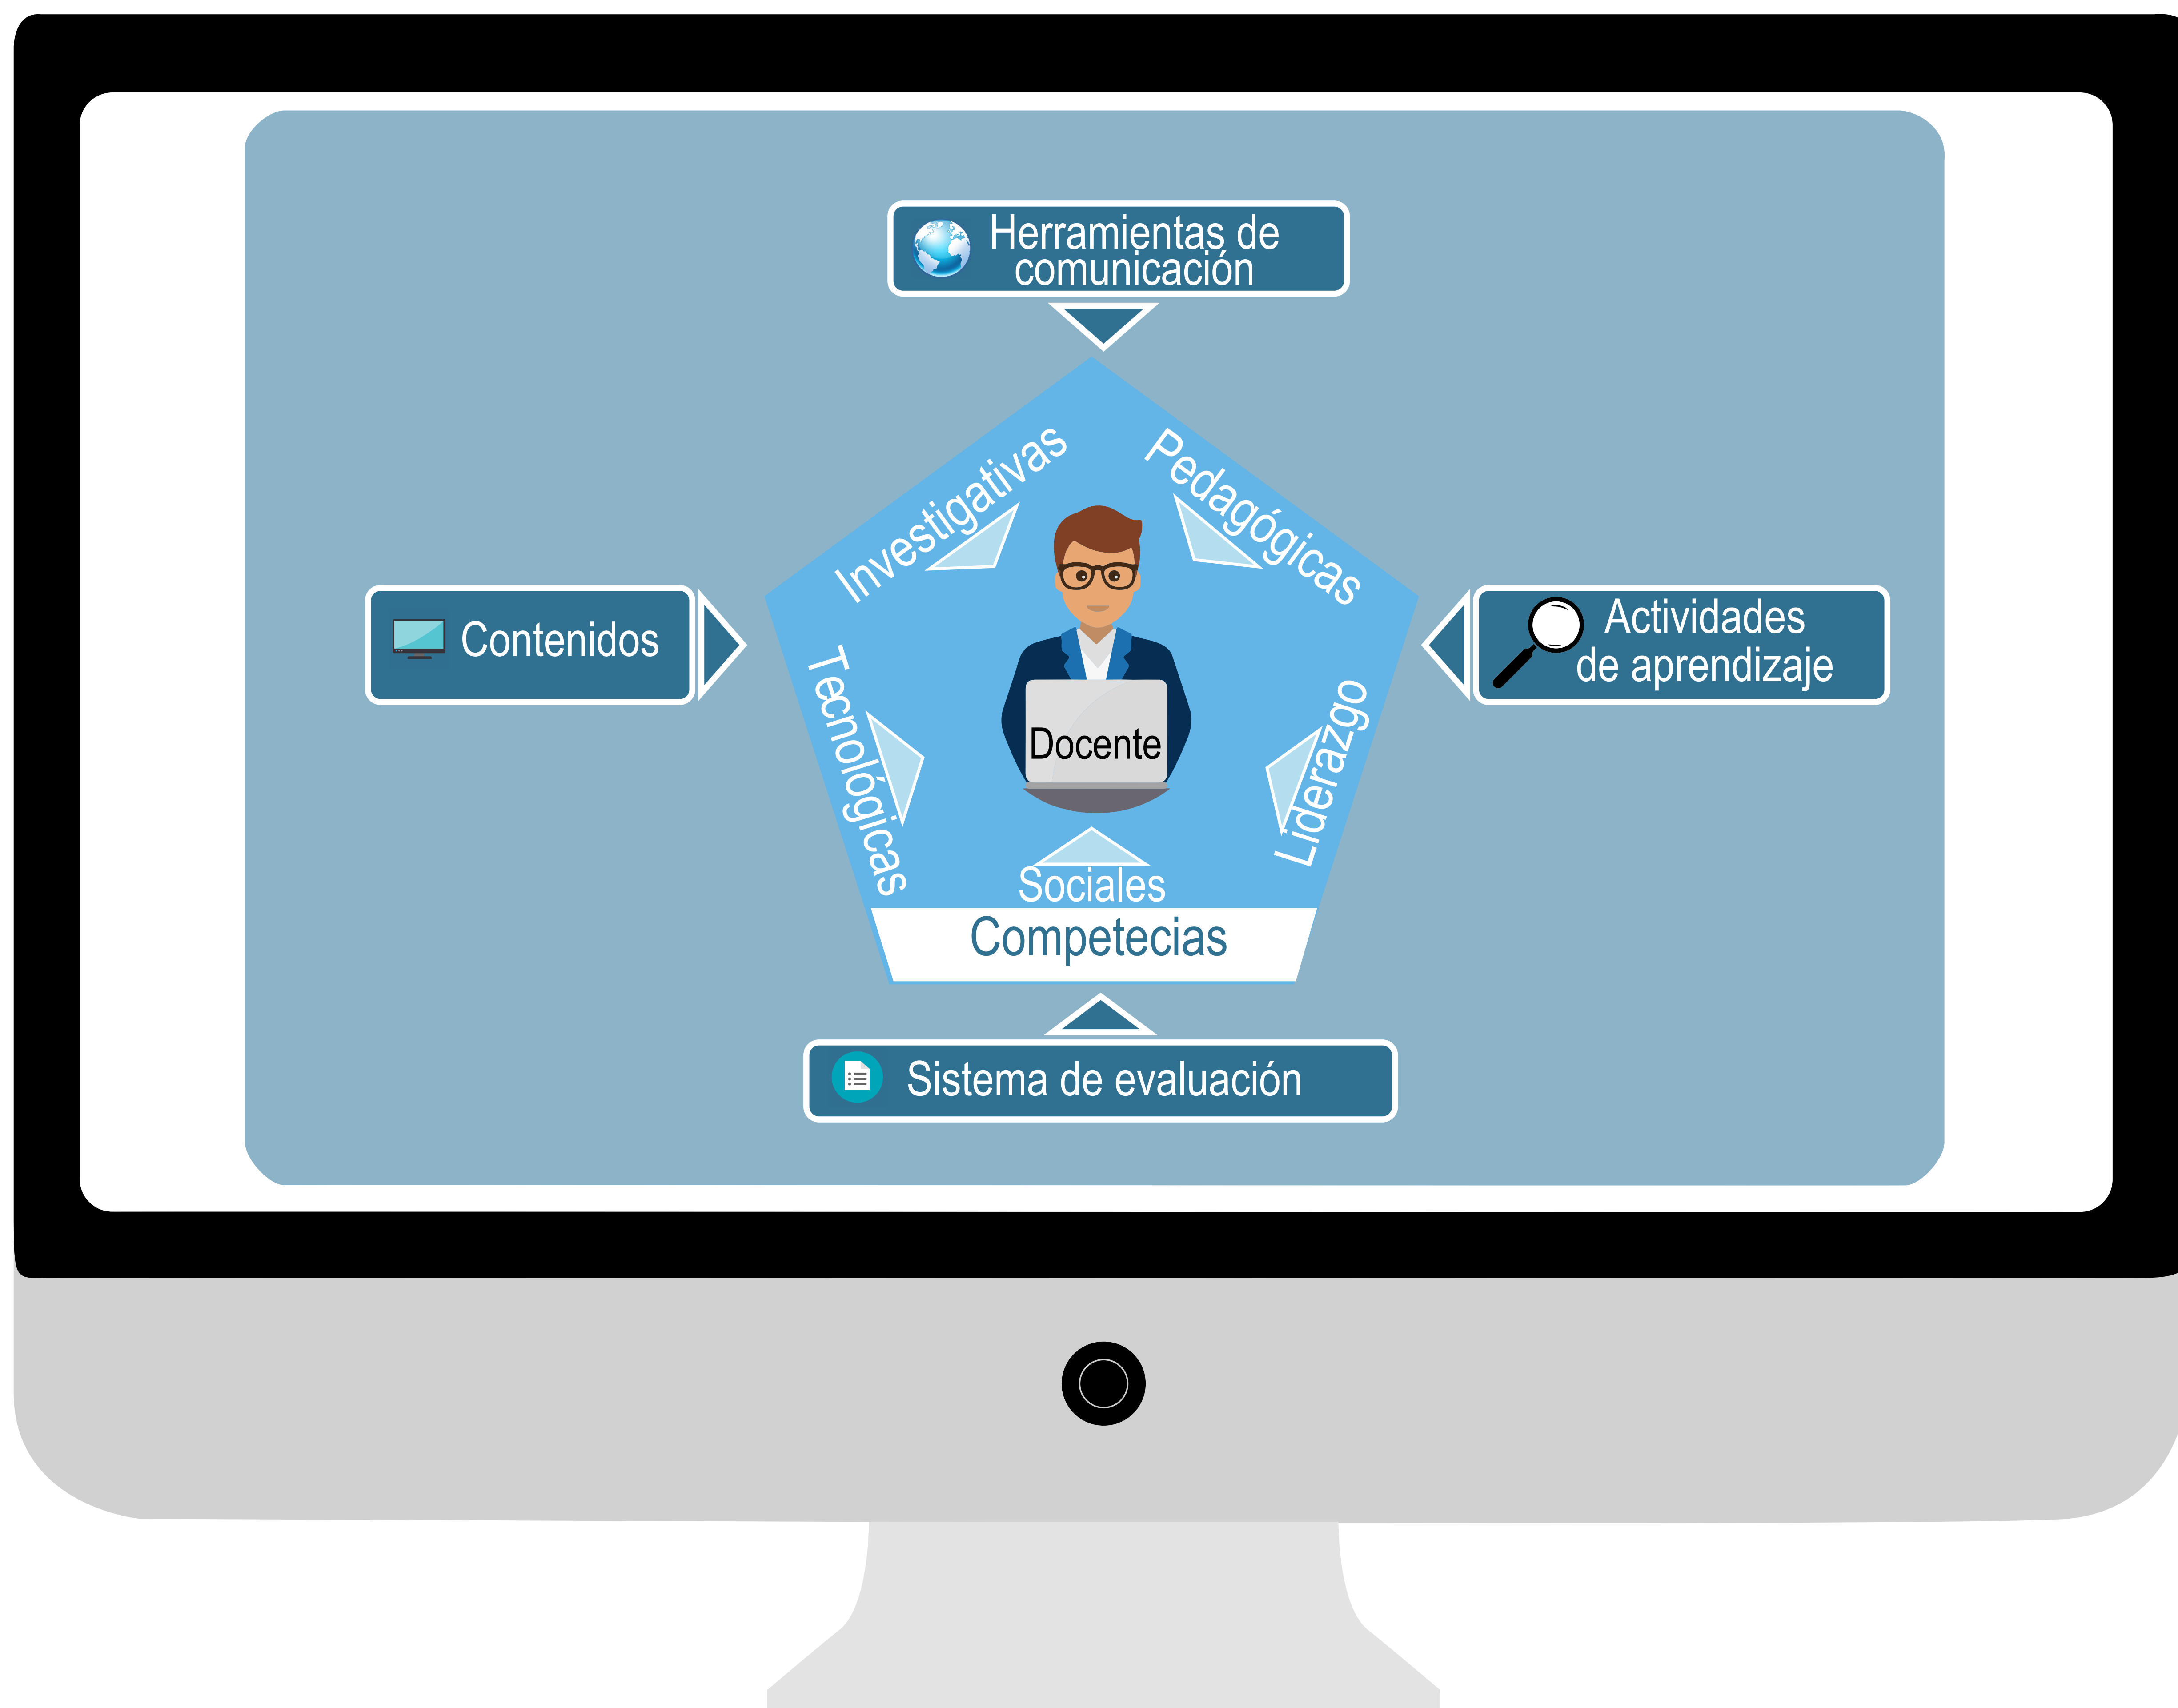 Herramientas de
comunicación
Investigativas
Pedagógicas
Contenidos
Actividades
de aprendizaje
Tecnológicas
Docente
Liderazgo
Sociales
Competecias
Sistema de evaluación